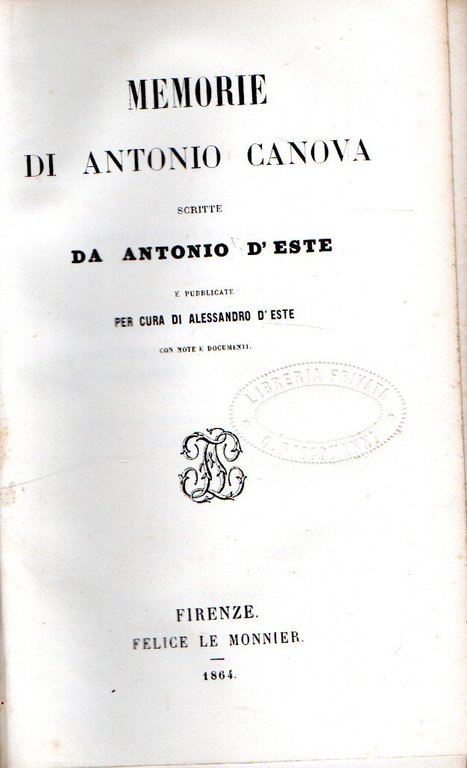 MEMORIE
DI ANTONIO CANOVA
SCRITTE
DA ANTONIO D'ESTE
E PUBBLICATE
PER CURA DI ALESSANDRO D'ESTE
CON NOTE E DOCUMENTI.
LIBRERIA PRIVATA
FIRENZE.
FELICE LE MONNIER.
1864.